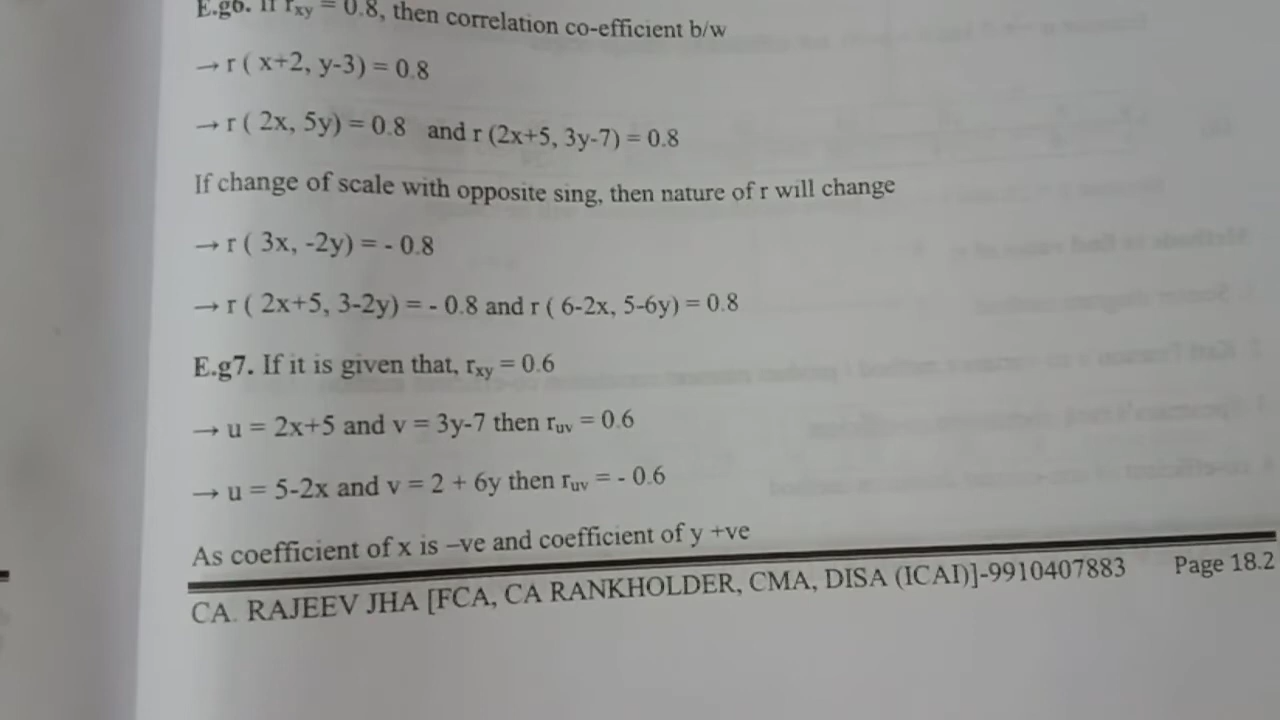 E.g6. If rxy = 0.8, then correlation co-efficient b/w
→ r ( x+2, y-3) = 0.8
→ r ( 2x, 5y) = 0.8 and r (2x+5, 3y-7) = 0.8
If change of scale with opposite sing, then nature of r will change
→ r ( 3x, -2y) = - 0.8
→ r ( 2x+5, 3-2y) = - 0.8 and r ( 6-2x, 5-6y) = 0.8
E.g7. If it is given that, rxy = 0.6
→ u = 2x+5 and v = 3y-7 then ruv = 0.6
→ u = 5-2x and v = 2 + 6y then ruv = - 0.6
As coefficient of x is –ve and coefficient of y +ve
CA. RAJEEV JHA [FCA, CA RANKHOLDER, CMA, DISA (ICAI)]-9910407883 Page 18.2